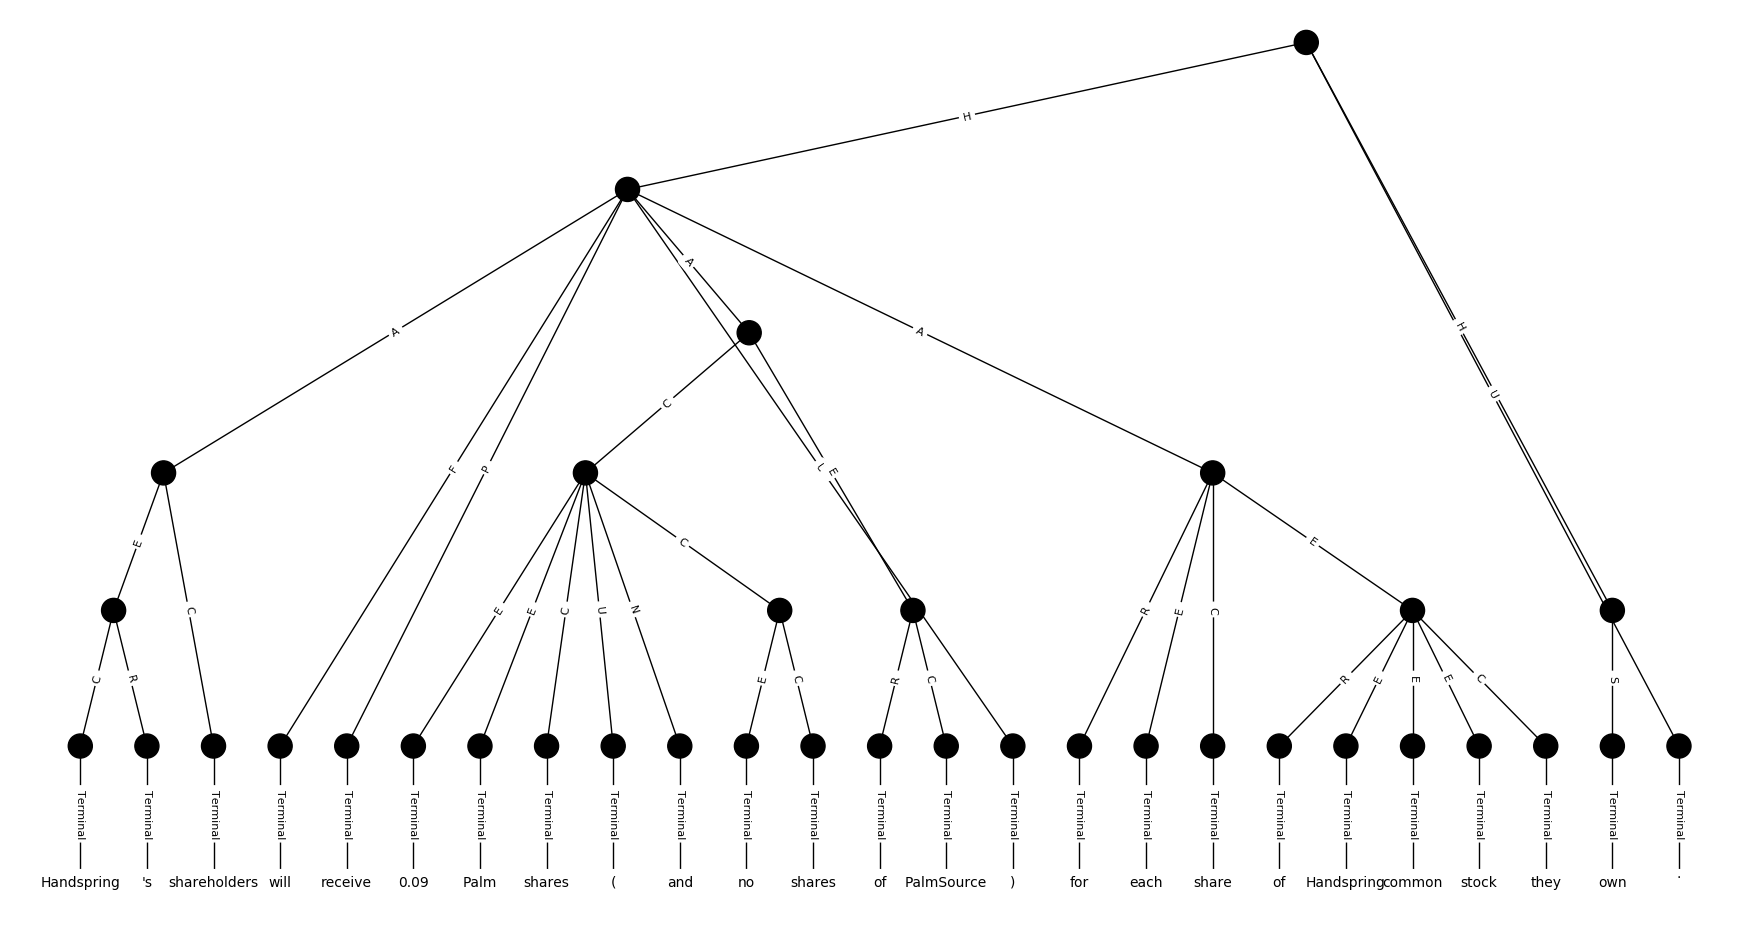 H
A
A
A
H
F
P
C
U
E
U
E
C
E
E
C
U
N
C
R
E
C
E
C
R
E
C
R
C
R
E
E
E
C
S
Terminal Terminal Terminal Terminal Terminal Terminal Terminal Terminal Terminal Terminal Terminal Terminal Terminal Terminal Terminal Terminal Terminal Terminal Terminal Terminal Terminal Terminal Terminal Terminal Terminal
Handspring 's shareholders will receive 0.09 Palm shares ( and no shares of PalmSource ) for each share of Handspring common stock they own .